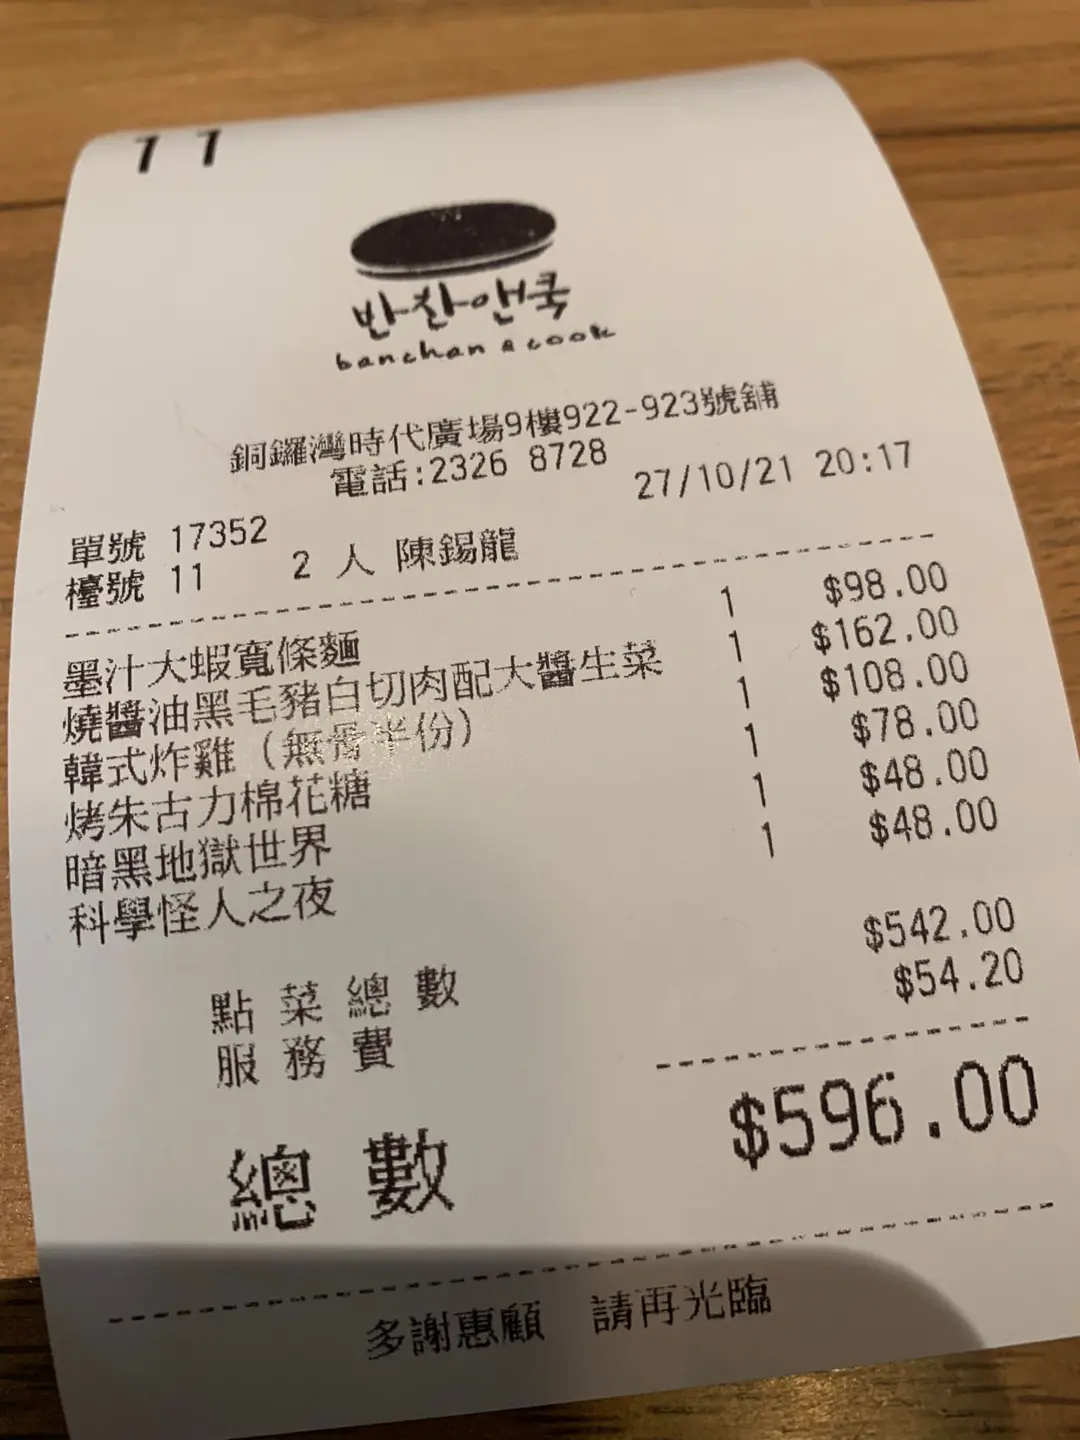 11
반찬앤쿡
banchan & cook
銅鑼灣時代廣場9樓922-923號舖
電話:2326 8728
27/10/21 20:17
單號 17352
檯號 11 2 人 陳錫龍
墨汁大蝦寬條麵 1 $98.00
燒醬油黑毛豬白切肉配大醬生菜 1 $162.00
韓式炸雞 (無骨半份) 1 $108.00
烤朱古力棉花糖 1 $78.00
暗黑地獄世界 1 $48.00
科學怪人之夜 1 $48.00
點菜總數 $542.00
服務費 $54.20
總數 $596.00
多謝惠顧 請再光臨